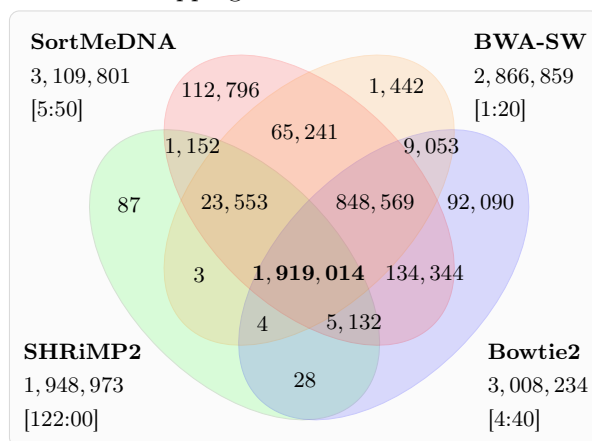 SortMeDNA
3, 109, 801
[5:50]
BWA-SW
2, 866, 859
[1:20]
112, 796
1, 442
65, 241
1, 152
9, 053
87
23, 553
848, 569
92, 090
3
1, 919, 014
134, 344
4
5, 132
28
SHRiMP2
1, 948, 973
[122:00]
Bowtie2
3, 008, 234
[4:40]